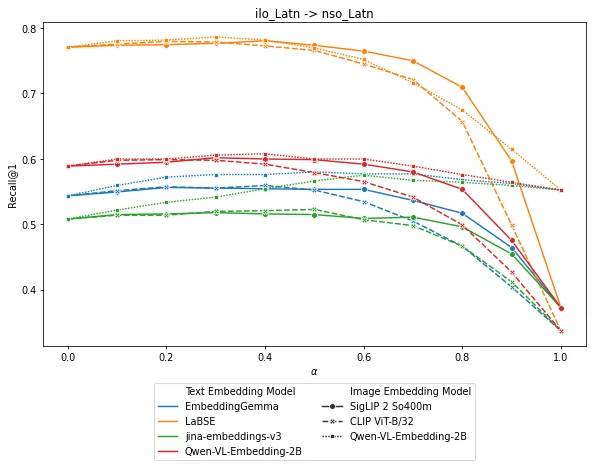 ilo_Latn -> nso_Latn
Recall@1
0.8
0.7
0.6
0.5
0.4
0.0
0.2
0.4
0.6
0.8
1.0
α
Text Embedding Model
EmbeddingGemma
LaBSE
jina-embeddings-v3
Qwen-VL-Embedding-2B
Image Embedding Model
SigLIP 2 So400m
CLIP ViT-B/32
Qwen-VL-Embedding-2B